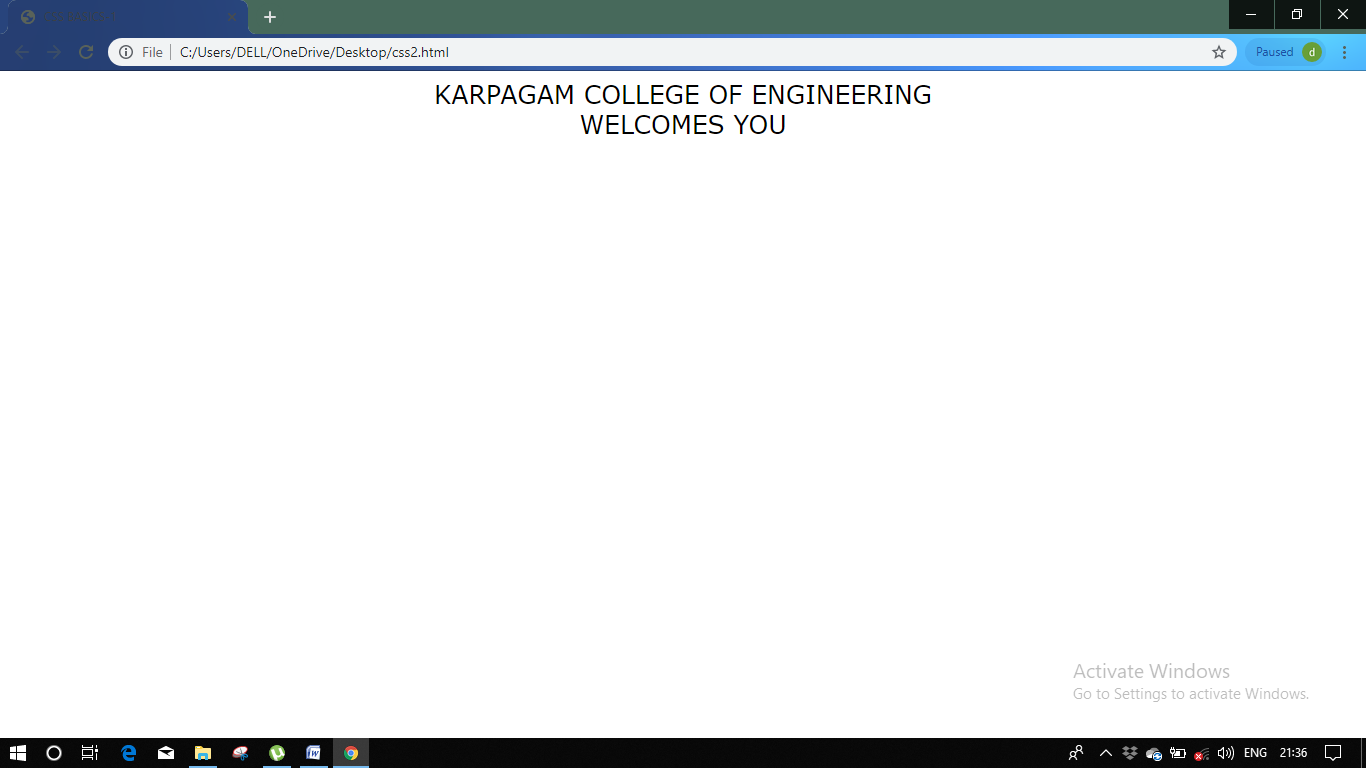 File
C:/Users/DELL/OneDrive/Desktop/css2.html
Paused
d
KARPAGAM COLLEGE OF ENGINEERING
WELCOMES YOU
Activate Windows
Go to Settings to activate Windows.
ENG
21:36